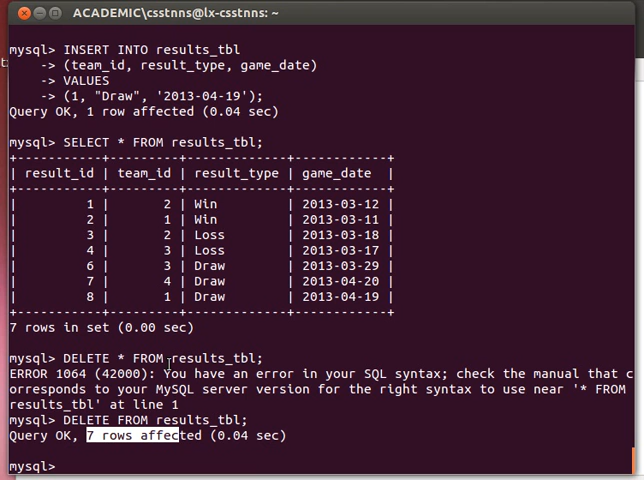 ACADEMIC\csstnns@lx-csstnns: ~
mysql> INSERT INTO results_tbl
    -> (team_id, result_type, game_date)
    -> VALUES
    -> (1, "Draw", '2013-04-19');
Query OK, 1 row affected (0.04 sec)
mysql> SELECT * FROM results_tbl;
+-----------+---------+-------------+------------+
| result_id | team_id | result_type | game_date  |
+-----------+---------+-------------+------------+
|         1 |       2 | Win         | 2013-03-12 |
|         2 |       1 | Win         | 2013-03-11 |
|         3 |       2 | Loss        | 2013-03-18 |
|         4 |       3 | Loss        | 2013-03-17 |
|         6 |       3 | Draw        | 2013-03-29 |
|         7 |       4 | Draw        | 2013-04-20 |
|         8 |       1 | Draw        | 2013-04-19 |
+-----------+---------+-------------+------------+
7 rows in set (0.00 sec)
mysql> DELETE * FROM results_tbl;
ERROR 1064 (42000): You have an error in your SQL syntax; check the manual that c
orresponds to your MySQL server version for the right syntax to use near '* FROM
results_tbl' at line 1
mysql> DELETE FROM results_tbl;
Query OK, 7 rows affected (0.04 sec)
mysql>